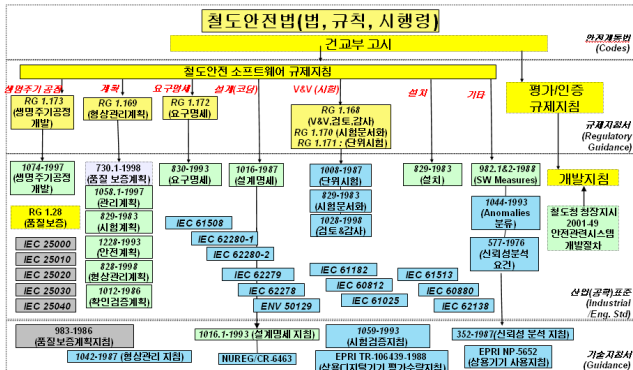 철도안전법(법, 규칙, 시행령)
건교부 고시
안전계통법
(Codes)
철도안전 소프트웨어 규제지침
생명주기 공정
계획
요구명세
설계(코딩)
V&V (시험)
설치
기타
평가/인증
규제지침
RG 1.173
(생명주기공정
개발)
RG 1.169
(형상관리계획)
RG 1.172
(요구명세)
RG 1.168
(V&V,검토,감사)
RG 1.170 (시험문서화)
RG 1.171 : (단위시험)
규제지침서
(Regulatory
Guidance)
1074-1997
(생명주기공정
개발)
730.1-1998
(품질 보증계획)
1058.1-1997
(관리계획)
829-1983
(시험계획)
1228-1993
(안전계획)
828-1998
(형상관리계획)
1012-1986
(확인검증계획)
830-1993
(요구명세)
1016-1987
(설계명세)
1008-1987
(단위시험)
829-1983
(시험문서화)
1028-1998
(검토&감사)
829-1983
(설치)
982.1&2-1988
(SW Measures)
1044-1993
(Anomalies
분류)
577-1976
(신뢰성분석
요건)
개발지침
철도청 청장지시
2001-49
안전관련시스템
개발절차
RG 1.28
(품질보증)
IEC 25000
IEC 25010
IEC 25020
IEC 25030
IEC 25040
IEC 61508
IEC 62280-1
IEC 62280-2
IEC 62279
IEC 62278
ENV 50129
IEC 61182
IEC 60812
IEC 61025
IEC 61513
IEC 60880
IEC 62138
산업(공학)표준
(Industrial
/Eng. Std)
983-1986
(품질보증계획지침)
1042-1987 (형상관리 지침)
1016.1-1993 (설계명세 지침)
NUREG/CR-6463
1059-1993
(시험검증지침)
EPRI TR-106439-1988
(상용디지탈기기 평가수락지침)
352-1987(신뢰성 분석 지침)
EPRI NP-5652
(상용기기 사용지침)
기술지침서
(Guidance)